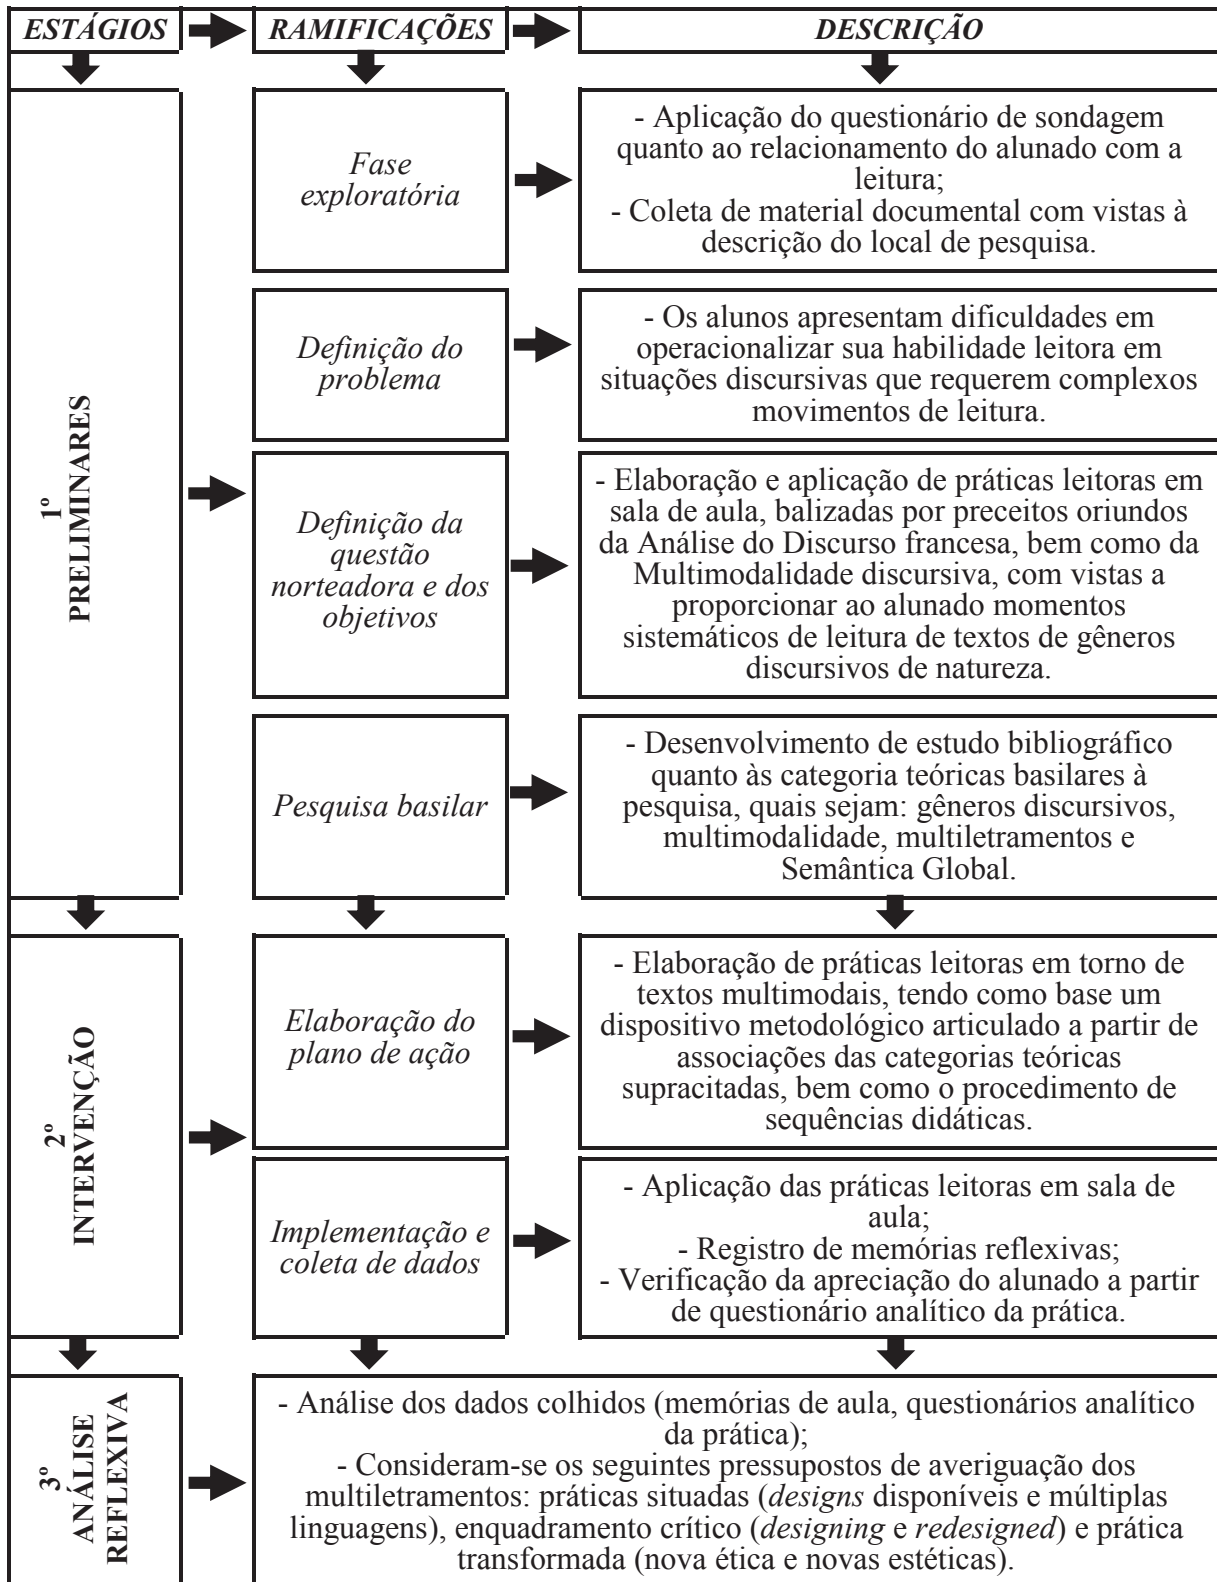 ESTÁGIOS
RAMIFICAÇÕES
DESCRIÇÃO
1º
PRELIMINARES
Fase
exploratória
- Aplicação do questionário de sondagem
quanto ao relacionamento do alunado com a
leitura;
- Coleta de material documental com vistas à
descrição do local de pesquisa.
Definição do
problema
- Os alunos apresentam dificuldades em
operacionalizar sua habilidade leitora em
situações discursivas que requerem complexos
movimentos de leitura.
Definição da
questão
norteadora e dos
objetivos
- Elaboração e aplicação de práticas leitoras em
sala de aula, balizadas por preceitos oriundos
da Análise do Discurso francesa, bem como da
Multimodalidade discursiva, com vistas a
proporcionar ao alunado momentos
sistemáticos de leitura de textos de gêneros
discursivos de natureza.
Pesquisa basilar
- Desenvolvimento de estudo bibliográfico
quanto às categoria teóricas basilares à
pesquisa, quais sejam: gêneros discursivos,
multimodalidade, multiletramentos e
Semântica Global.
2º
INTERVENÇÃO
Elaboração do
plano de ação
- Elaboração de práticas leitoras em torno de
textos multimodais, tendo como base um
dispositivo metodológico articulado a partir de
associações das categorias teóricas
supracitadas, bem como o procedimento de
sequências didáticas.
Implementação e
coleta de dados
- Aplicação das práticas leitoras em sala de
aula;
- Registro de memórias reflexivas;
- Verificação da apreciação do alunado a partir
de questionário analítico da prática.
3º
ANÁLISE
REFLEXIVA
- Análise dos dados colhidos (memórias de aula, questionários analítico
da prática);
- Consideram-se os seguintes pressupostos de averiguação dos
multiletramentos: práticas situadas (designs disponíveis e múltiplas
linguagens), enquadramento crítico (designing e redesigned) e prática
transformada (nova ética e novas estéticas).